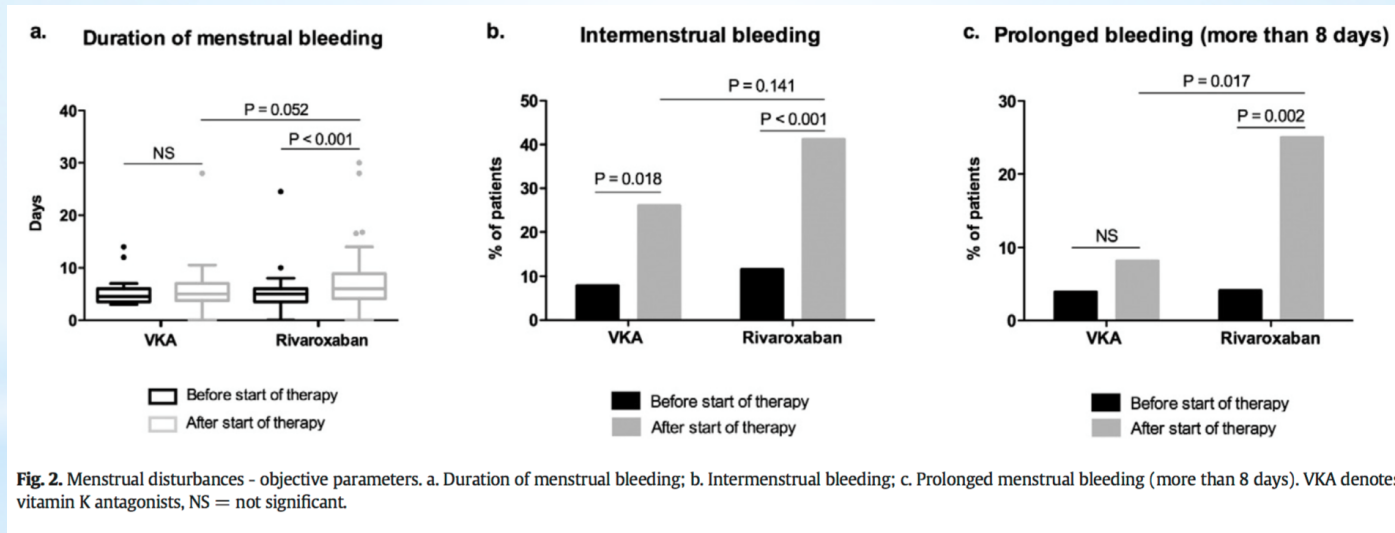 a. Duration of menstrual bleeding
P = 0.052
NS
P < 0.001
40
30
20
10
0
Days
VKA
Rivaroxaban
Before start of therapy
After start of therapy
b. Intermenstrual bleeding
P = 0.141
P < 0.001
P = 0.018
50
40
30
20
10
0
% of patients
VKA
Rivaroxaban
Before start of therapy
After start of therapy
c. Prolonged bleeding (more than 8 days)
P = 0.017
P = 0.002
NS
30
20
10
0
% of patients
VKA
Rivaroxaban
Before start of therapy
After start of therapy
Fig. 2. Menstrual disturbances - objective parameters. a. Duration of menstrual bleeding; b. Intermenstrual bleeding; c. Prolonged menstrual bleeding (more than 8 days). VKA denotes
vitamin K antagonists, NS = not significant.